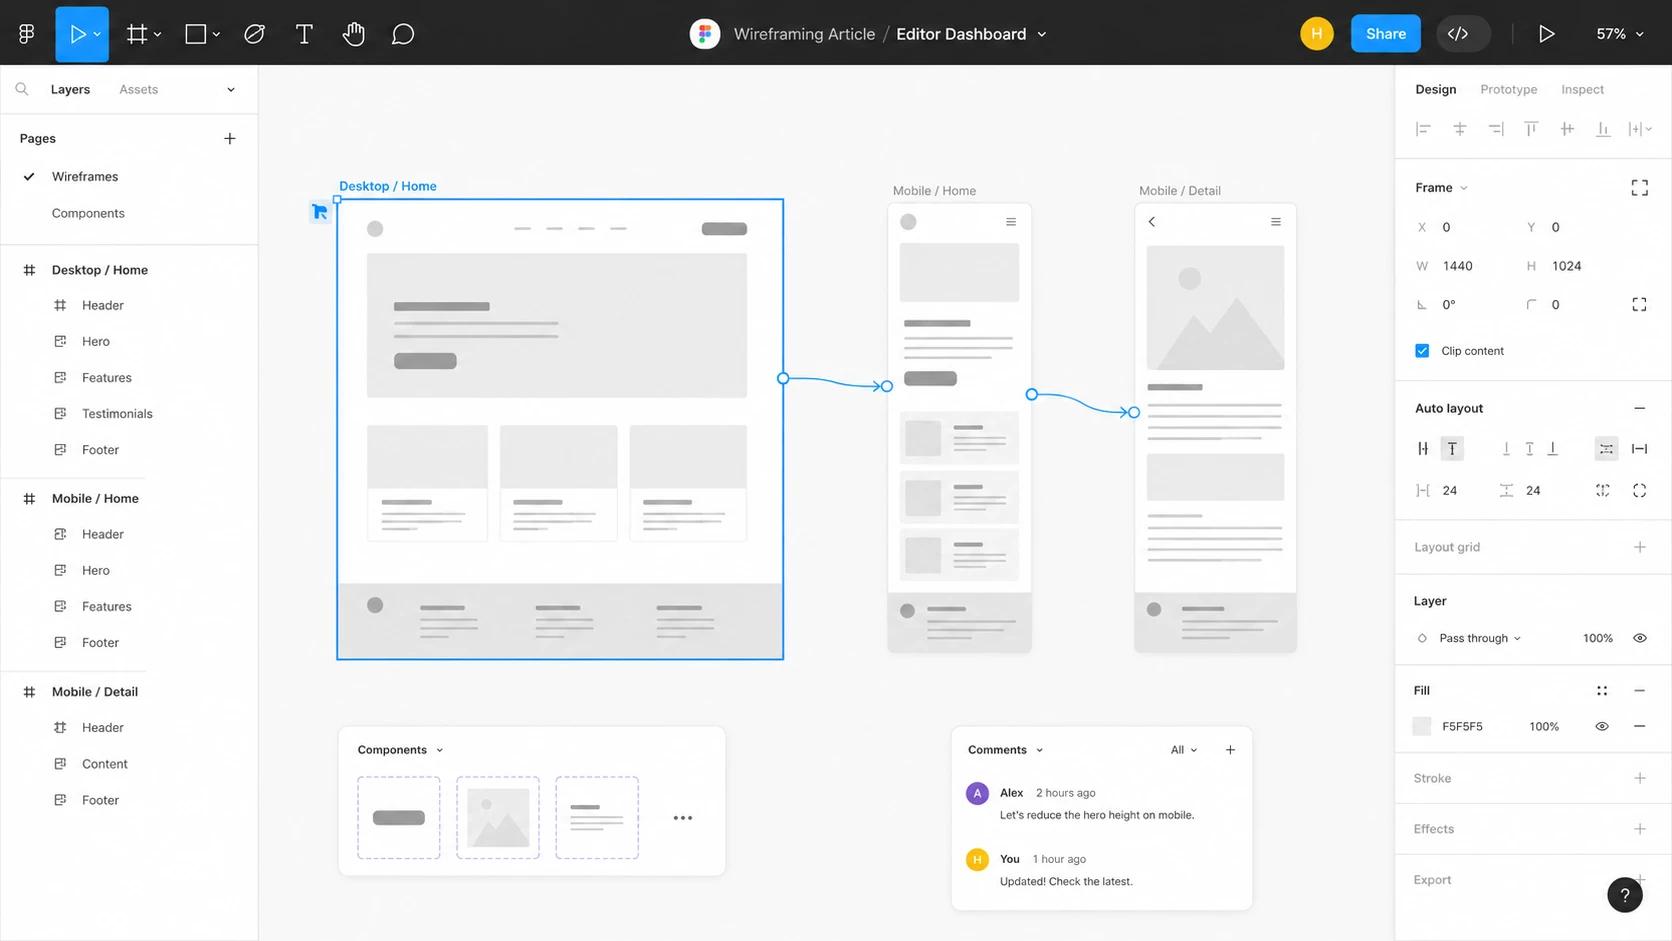 Wireframing Article / Editor Dashboard
H
Share
57%
Layers
Assets
Pages
Wireframes
Components
Desktop / Home
Header
Hero
Features
Testimonials
Footer
Mobile / Home
Header
Hero
Features
Footer
Mobile / Detail
Header
Content
Footer
Desktop / Home
Mobile / Home
Mobile / Detail
Components
Comments
All
A
Alex 2 hours ago
Let's reduce the hero height on mobile.
H
You 1 hour ago
Updated! Check the latest.
Design
Prototype
Inspect
Frame
X 0 Y 0
W 1440 H 1024
0° 0
Clip content
Auto layout
24 24
Layout grid
Layer
Pass through 100%
Fill
F5F5F5 100%
Stroke
Effects
Export
?